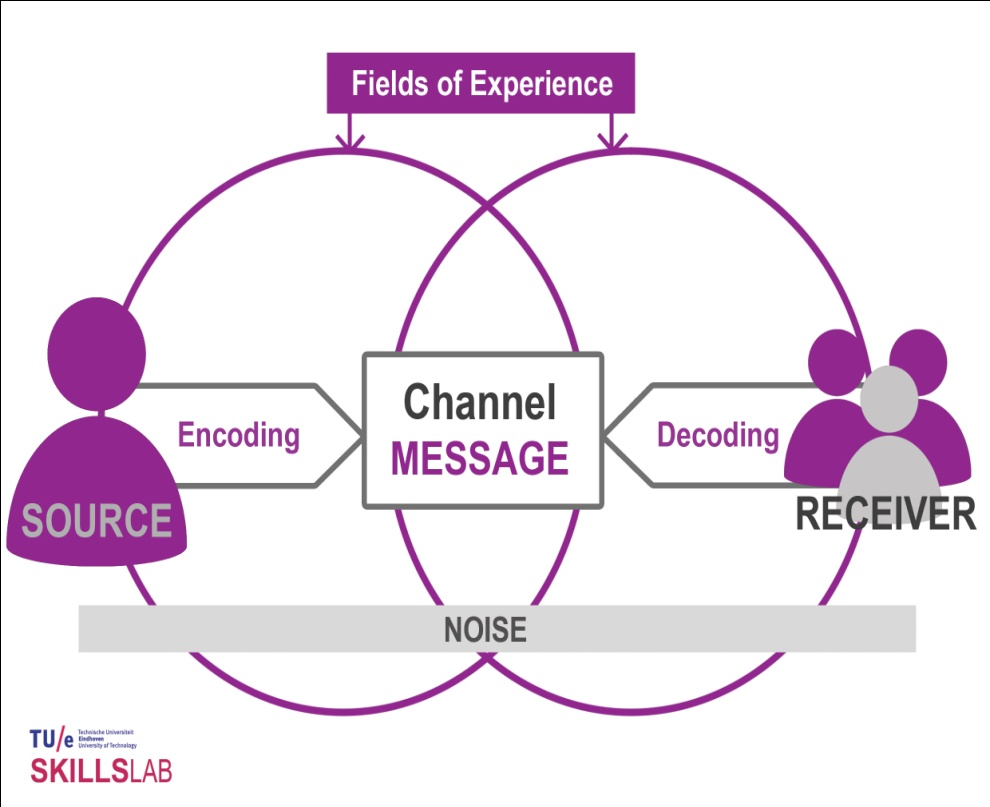 Fields of Experience
Channel
MESSAGE
Encoding
Decoding
SOURCE
RECEIVER
NOISE
TU/e
Technische Universiteit
Eindhoven
University of Technology
SKILLSLAB